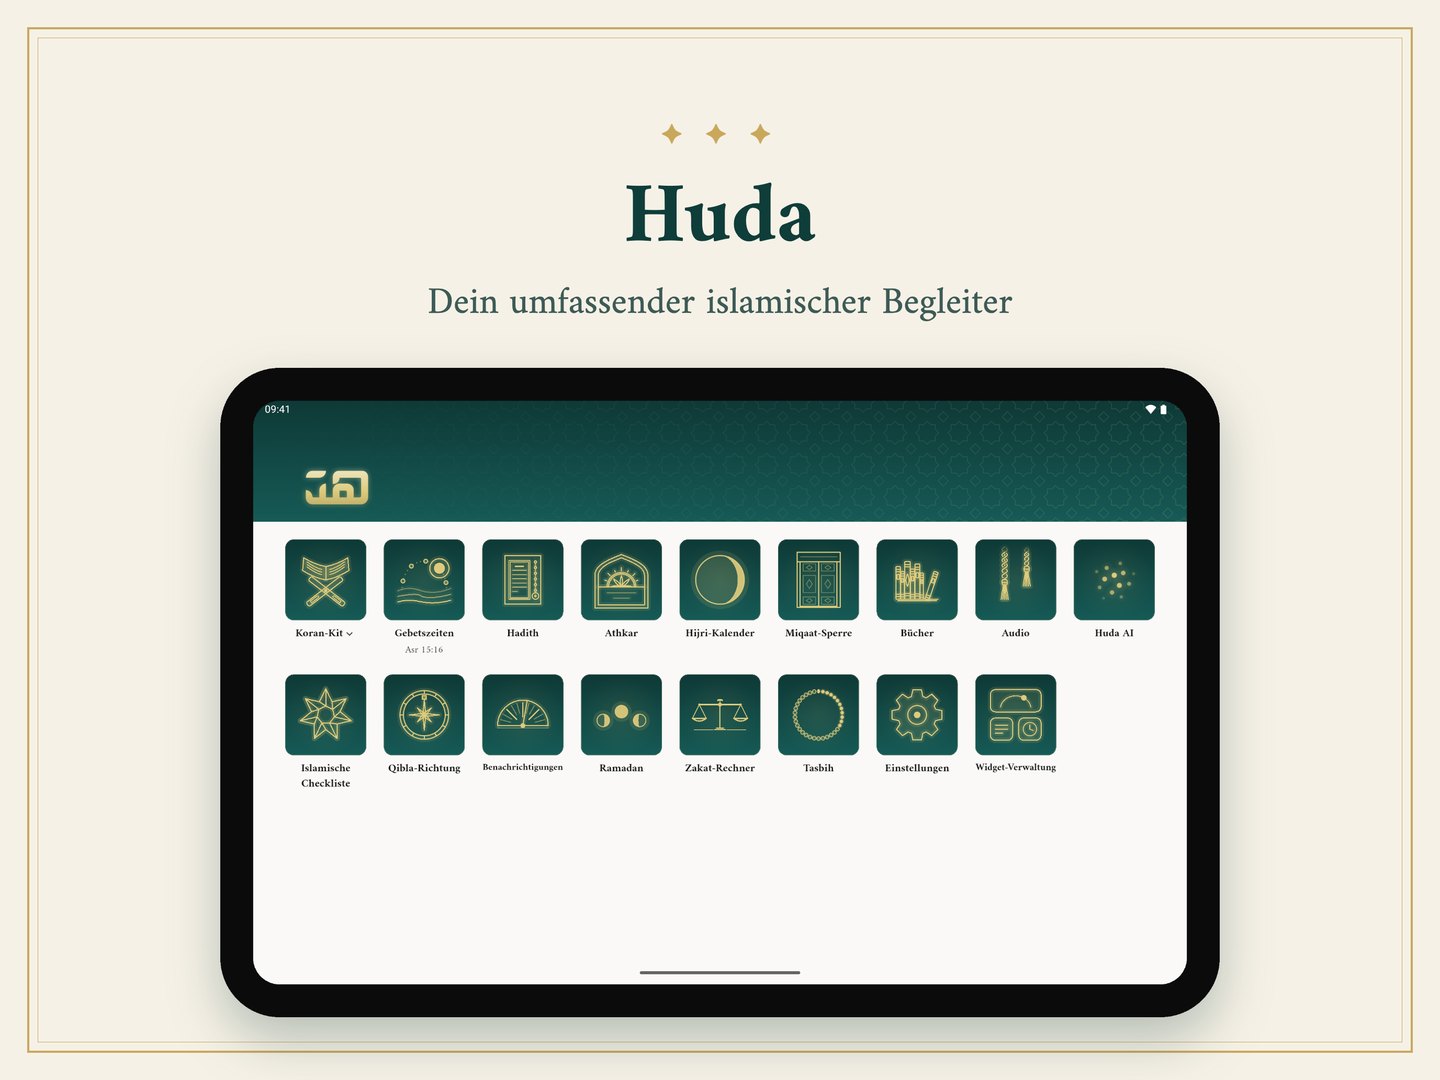 Huda
Dein umfassender islamischer Begleiter
09:41
هدى
Koran-Kit
Gebetszeiten
Asr 15:16
Hadith
Athkar
Hijri-Kalender
Miqaat-Sperre
Bücher
Audio
Huda AI
Islamische
Checkliste
Qibla-Richtung
Benachrichtigungen
Ramadan
Zakat-Rechner
Tasbih
Einstellungen
Widget-Verwaltung